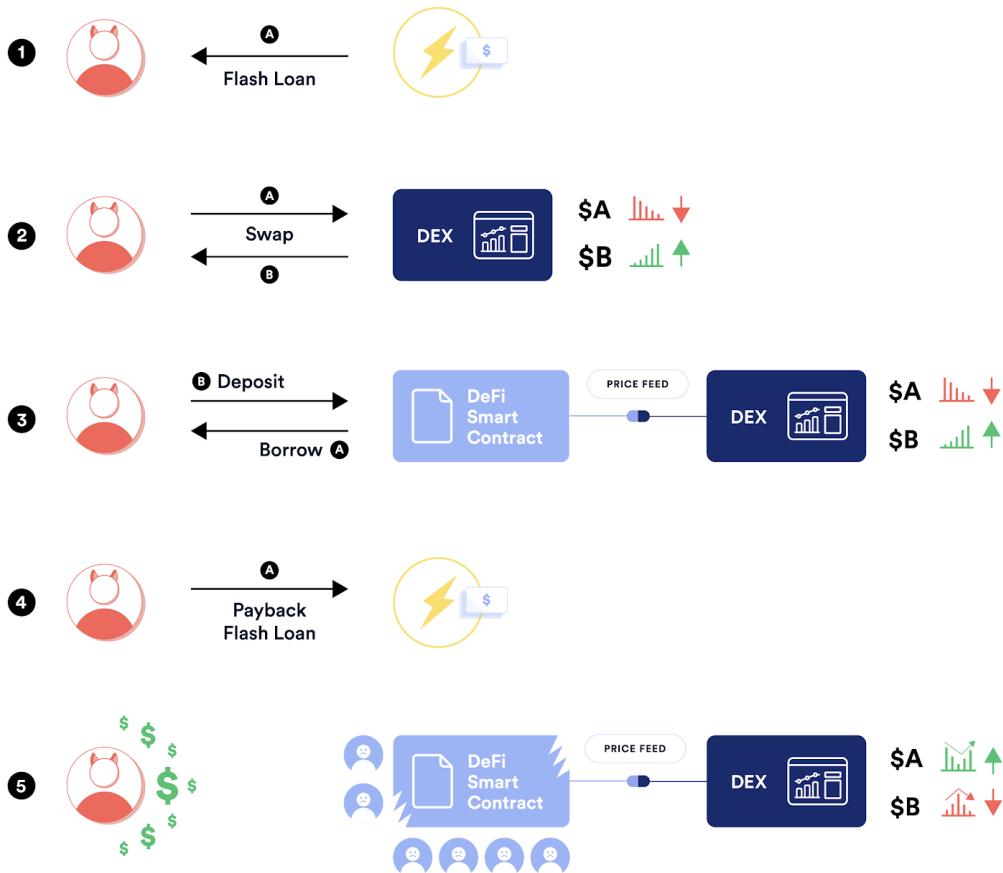 1
A
Flash Loan
$
2
A
Swap
B
DEX
$A
$B
3
B Deposit
Borrow A
DeFi
Smart
Contract
PRICE FEED
DEX
$A
$B
4
A
Payback
Flash Loan
$
5
$ $ $ $ $ $ $ $
DeFi
Smart
Contract
PRICE FEED
DEX
$A
$B